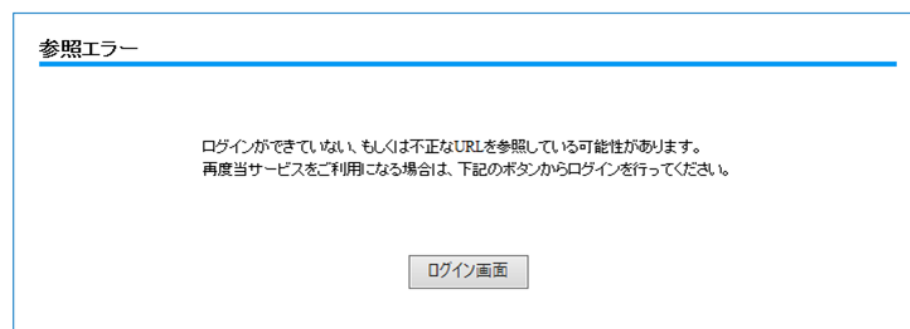 参照エラー
ログインができていない、もしくは不正なURLを参照している可能性があります。
再度当サービスをご利用になる場合は、下記のボタンからログインを行ってください。
ログイン画面